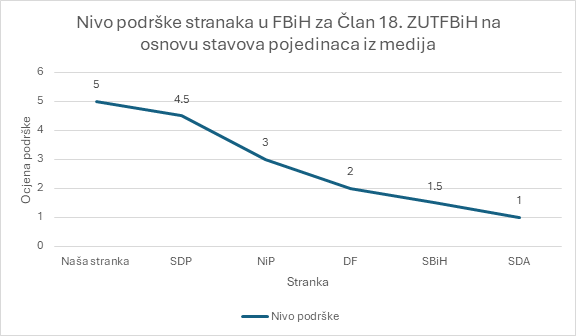 Nivo podrške stranaka u FBiH za Član 18. ZUTFBiH na
osnovu stavova pojedinaca iz medija
6
5
4
3
2
1
0
Ocjena podrške
5
4.5
3
2
1.5
1
Naša stranka SDP NiP DF SBiH SDA
Stranka
Nivo podrške